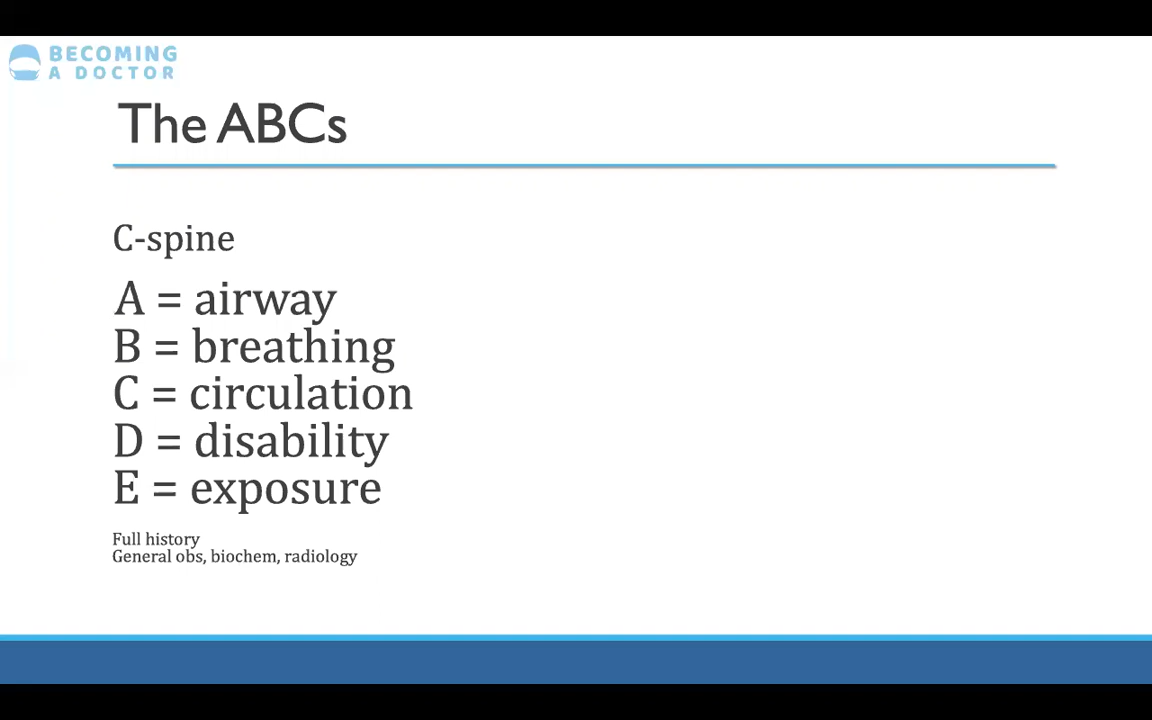 BECOMING
A DOCTOR
The ABCs
C-spine
A = airway
B = breathing
C = circulation
D = disability
E = exposure
Full history
General obs, biochem, radiology